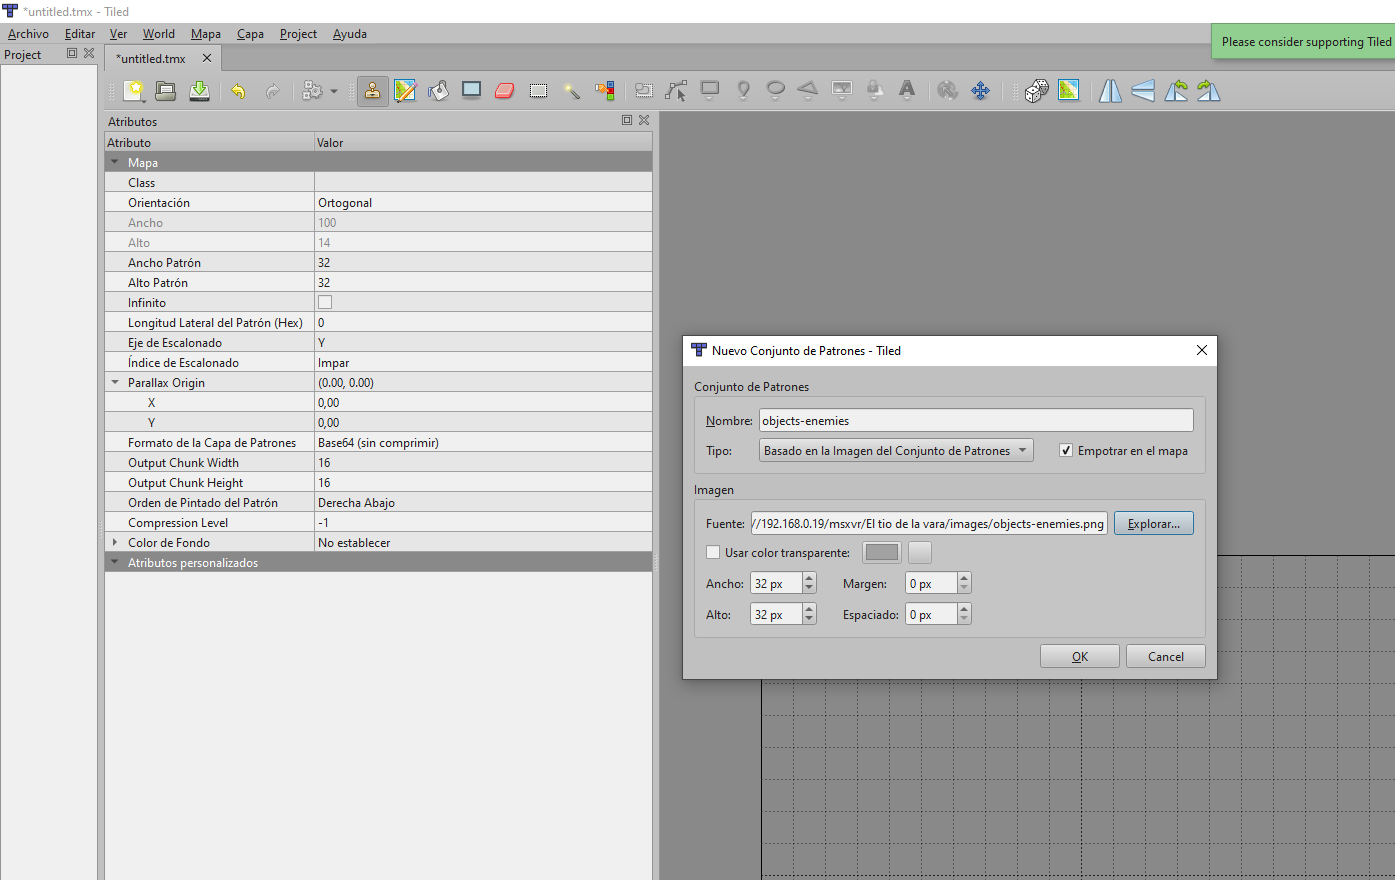 *untitled.tmx - Tiled
Archivo Editar Ver World Mapa Capa Project Ayuda
Please consider supporting Tiled
Project
*untitled.tmx
Atributos
Atributo Valor
Mapa
Class
Orientación Ortogonal
Ancho 100
Alto 14
Ancho Patrón 32
Alto Patrón 32
Infinito
Longitud Lateral del Patrón (Hex) 0
Eje de Escalonado Y
Índice de Escalonado Impar
Parallax Origin (0.00, 0.00)
X 0,00
Y 0,00
Formato de la Capa de Patrones Base64 (sin comprimir)
Output Chunk Width 16
Output Chunk Height 16
Orden de Pintado del Patrón Derecha Abajo
Compression Level -1
Color de Fondo No establecer
Atributos personalizados
Nuevo Conjunto de Patrones - Tiled
Conjunto de Patrones
Nombre: objects-enemies
Tipo: Basado en la Imagen del Conjunto de Patrones Empotrar en el mapa
Imagen
Fuente: //192.168.0.19/msxvr/El tio de la vara/images/objects-enemies.png Explorar...
Usar color transparente:
Ancho: 32 px Margen: 0 px
Alto: 32 px Espaciado: 0 px
OK Cancel